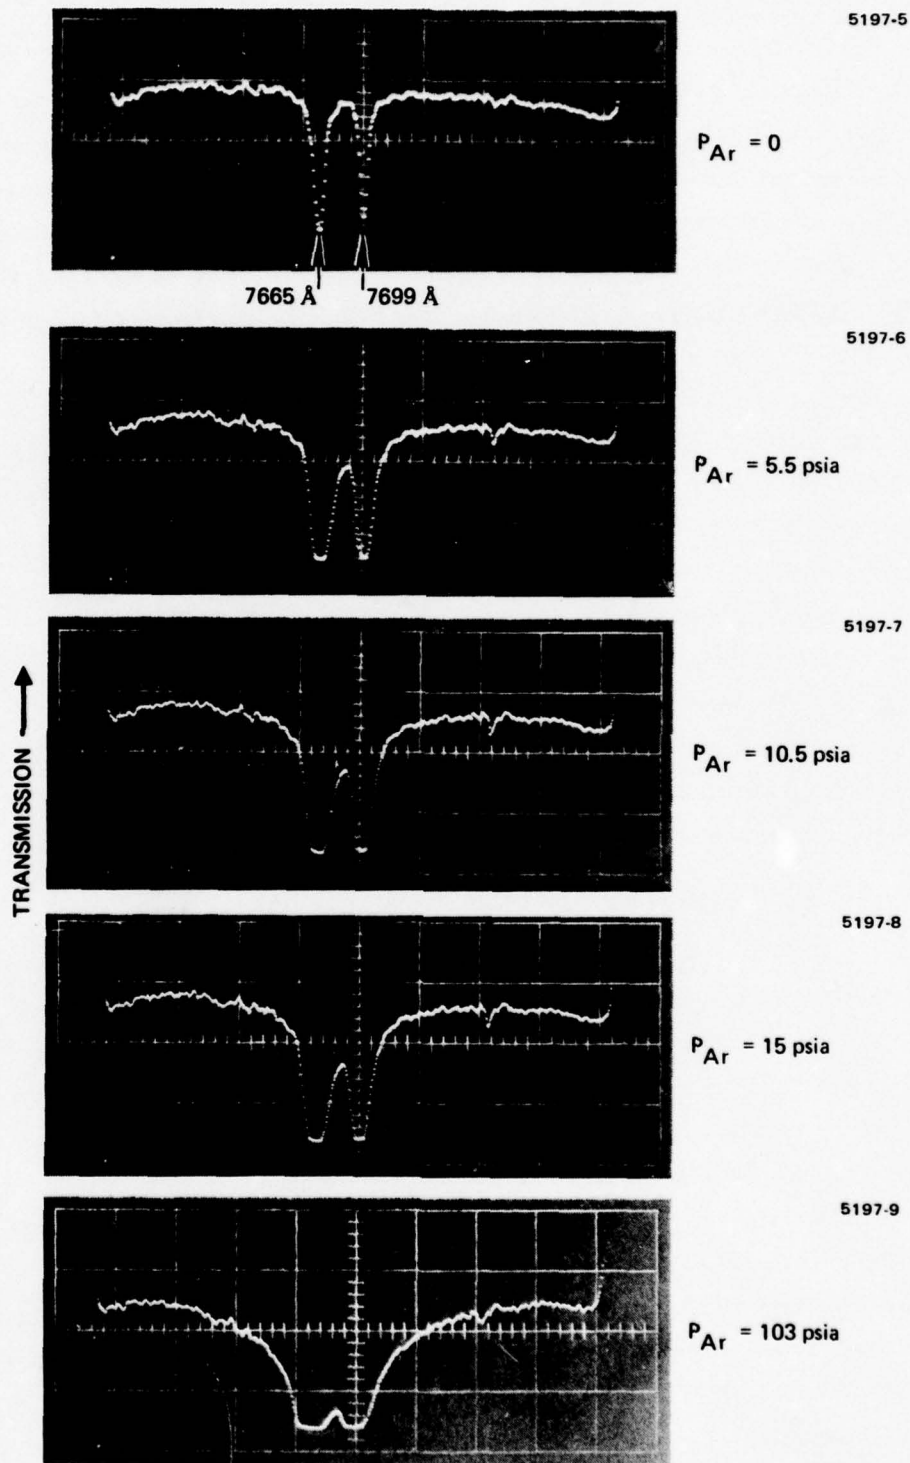 5197-5
P_Ar = 0
7665 Å 7699 Å
5197-6
P_Ar = 5.5 psia
5197-7
P_Ar = 10.5 psia
TRANSMISSION →
5197-8
P_Ar = 15 psia
5197-9
P_Ar = 103 psia